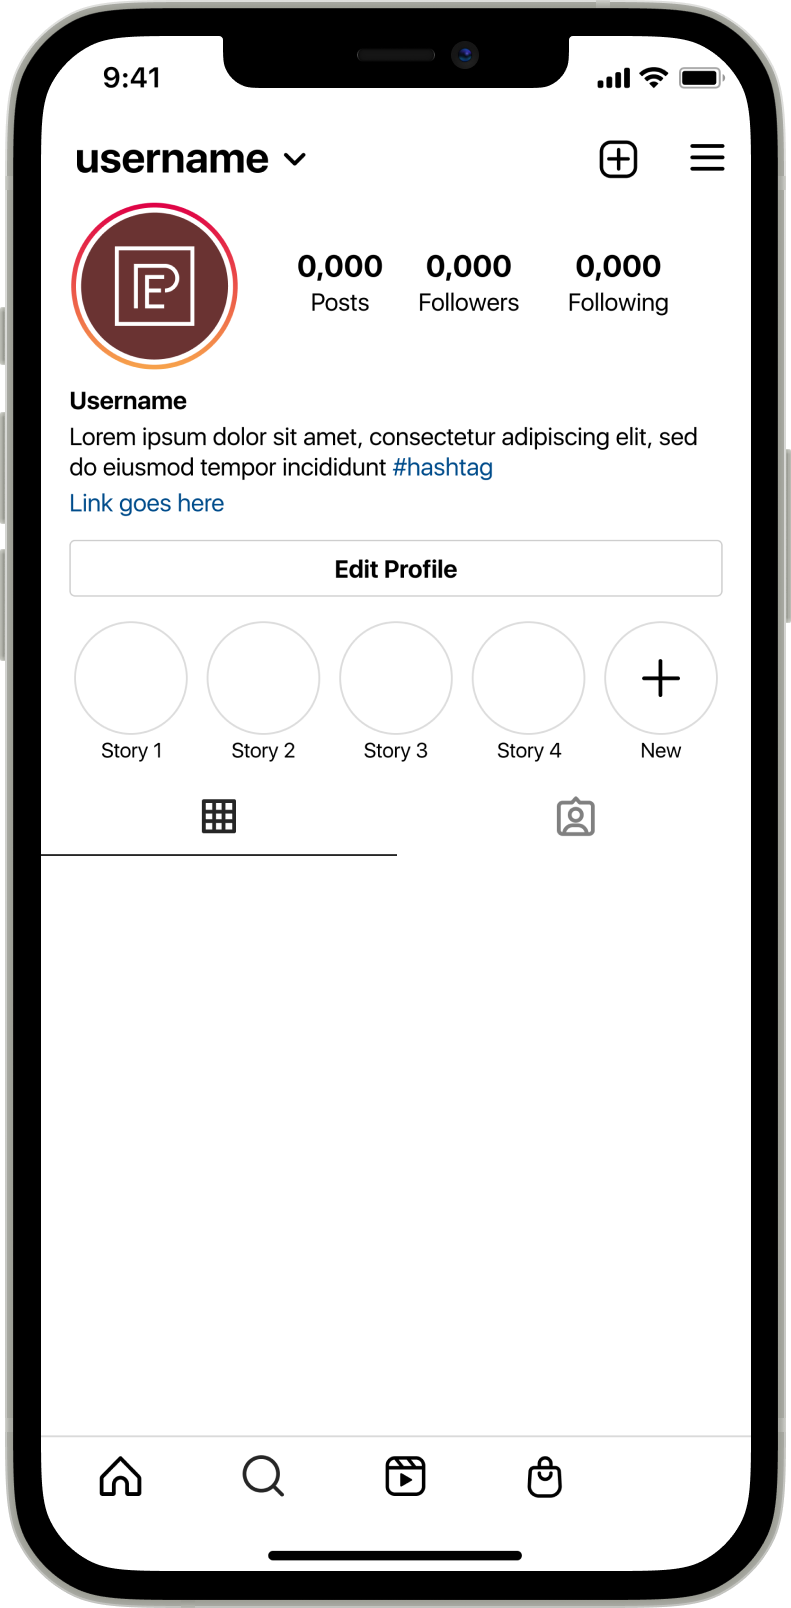 9:41
username
PE
0,000 0,000 0,000
Posts Followers Following
Username
Lorem ipsum dolor sit amet, consectetur adipiscing elit, sed
do eiusmod tempor incididunt #hashtag
Link goes here
Edit Profile
Story 1 Story 2 Story 3 Story 4 New